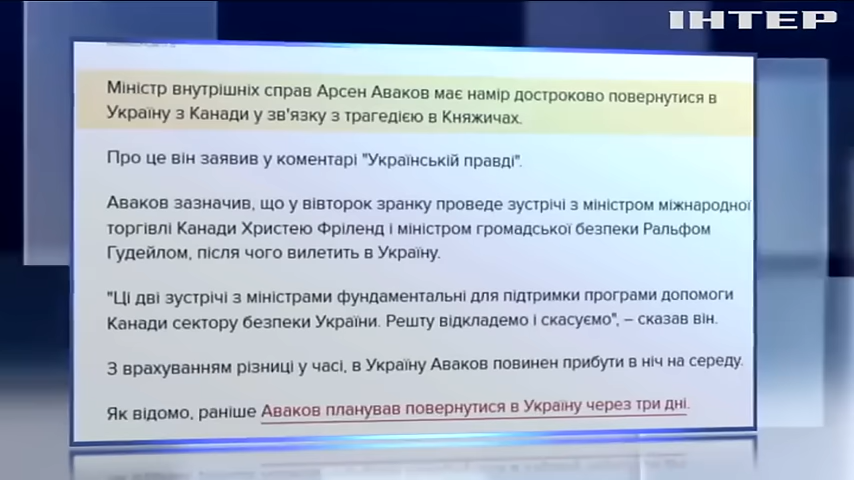 ІНТЕР
Міністр внутрішніх справ Арсен Аваков має намір достроково повернутися в
Україну з Канади у зв'язку з трагедією в Княжичах.
Про це він заявив у коментарі "Українській правді".
Аваков зазначив, що у вівторок зранку проведе зустрічі з міністром міжнародної
торгівлі Канади Христею Фріленд і міністром громадської безпеки Ральфом
Гудейлом, після чого вилетить в Україну.
"Ці дві зустрічі з міністрами фундаментальні для підтримки програми допомоги
Канади сектору безпеки України. Решту відкладемо і скасуємо", – сказав він.
З врахуванням різниці у часі, в Україну Аваков повинен прибути в ніч на середу.
Як відомо, раніше Аваков планував повернутися в Україну через три дні.